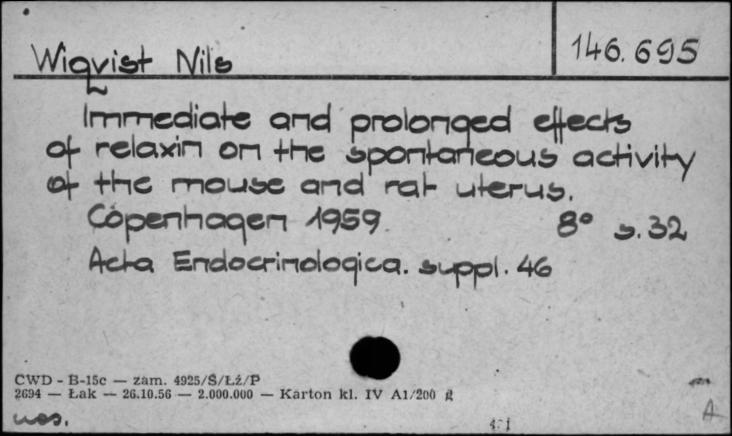 Wiqvist Nils
146.695
Immediate and prolonged effects
of relaxin on the spontaneous activity
of the mouse and rat uterus.
Copenhagen 1959 8° s. 32
Acta Endocrinologica. suppl. 46
CWD - B-15c — zam. 4925/S/Łź/P
2694 — Łak — 26.10.56 — 2.000.000 — Karton kl. IV A1/200 g
A